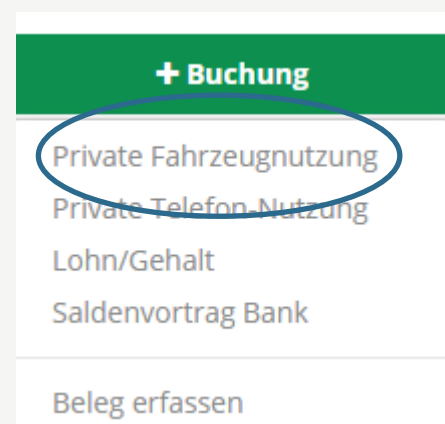 + Buchung
Private Fahrzeugnutzung
Private Telefon-Nutzung
Lohn/Gehalt
Saldenvortrag Bank
Beleg erfassen